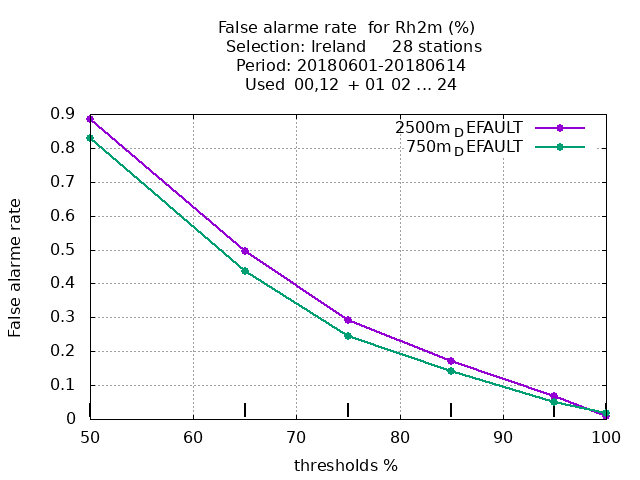 False alarme rate  for Rh2m (%)
Selection: Ireland     28 stations
Period: 20180601-20180614
Used  00,12  + 01 02 ... 24
2500m_DEFAULT
750m_DEFAULT
0.9
0.8
0.7
0.6
0.5
0.4
0.3
0.2
0.1
0
False alarme rate
50
60
70
80
90
100
thresholds %